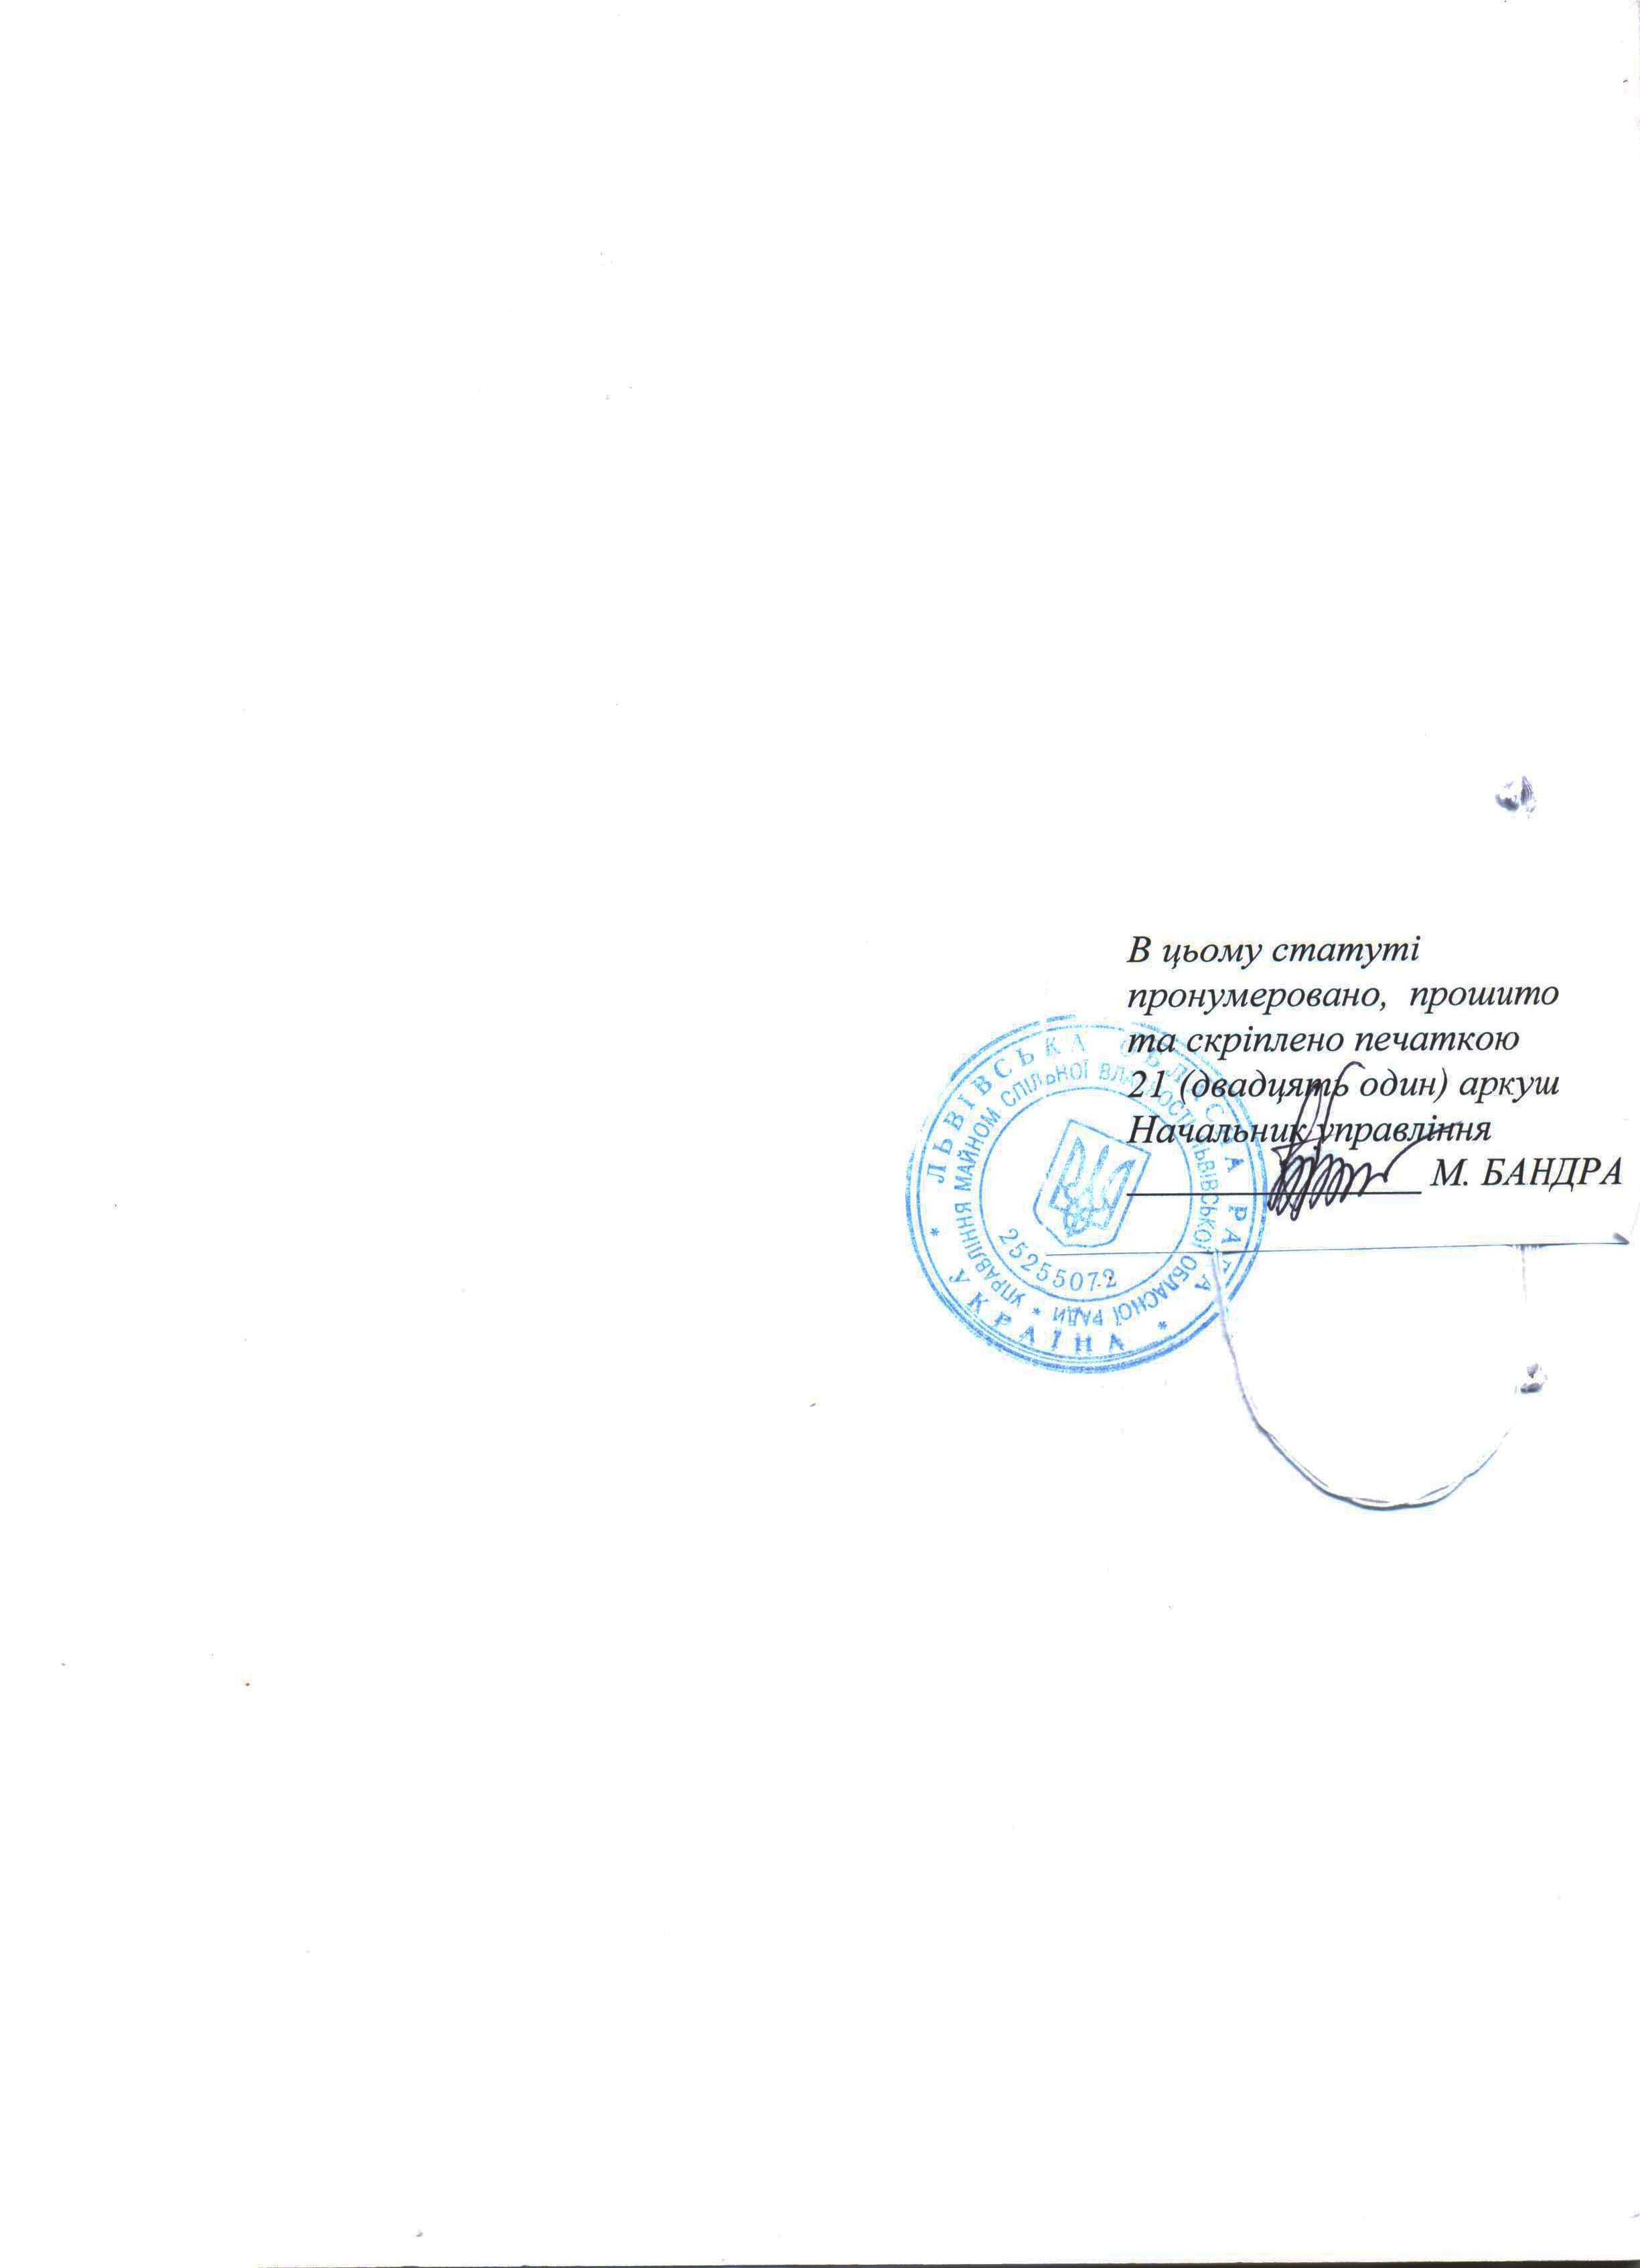 В цьому статуті
пронумеровано, прошито
та скріплено печаткою
21 (двадцять один) аркуш
Начальник управління
М. БАНДРА
* ЛЬВІВСЬКА ОБЛАСНА РАДА *
УКРАЇНА
УПРАВЛІННЯ МАЙНОМ СПІЛЬНОЇ ВЛАСНОСТІ ЛЬВІВСЬКОЇ ОБЛАСНОЇ РАДИ *
25255072